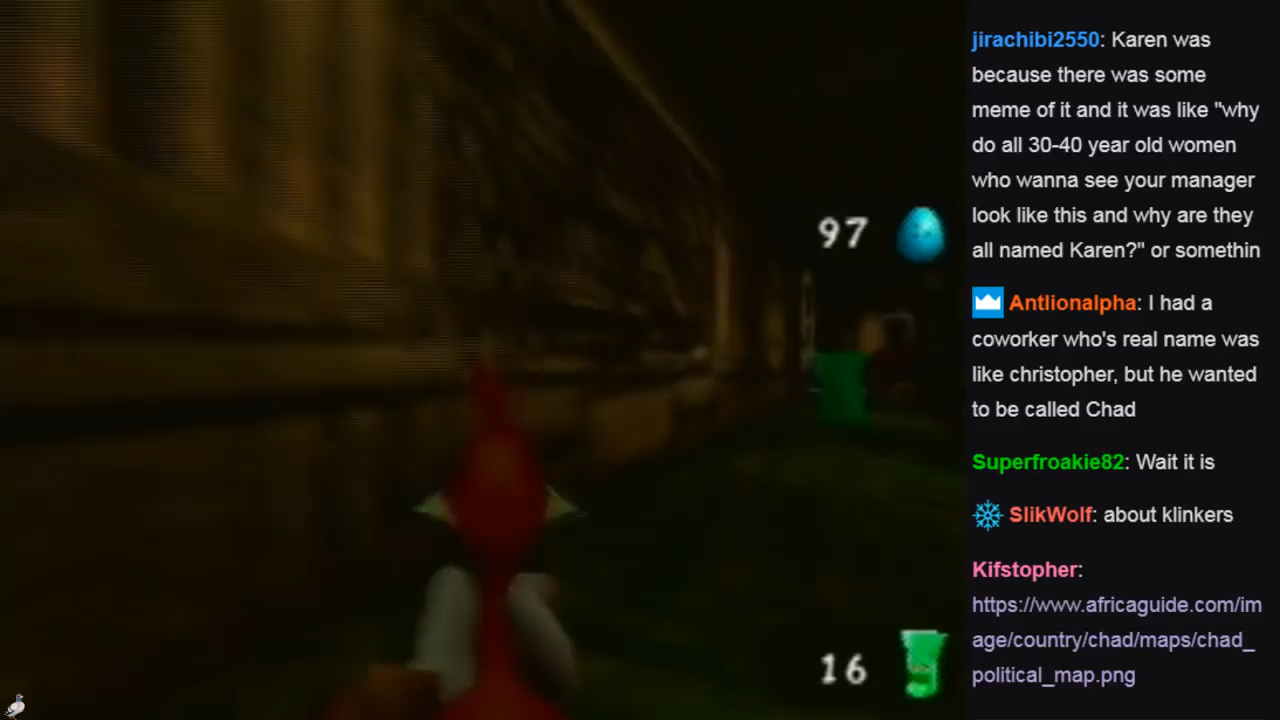 97
16
jirachibi2550: Karen was
because there was some
meme of it and it was like "why
do all 30-40 year old women
who wanna see your manager
look like this and why are they
all named Karen?" or somethin
Antlionalpha: I had a
coworker who's real name was
like christopher, but he wanted
to be called Chad
Superfroakie82: Wait it is
SlikWolf: about klinkers
Kifstopher:
https://www.africaguide.com/im
age/country/chad/maps/chad_
political_map.png